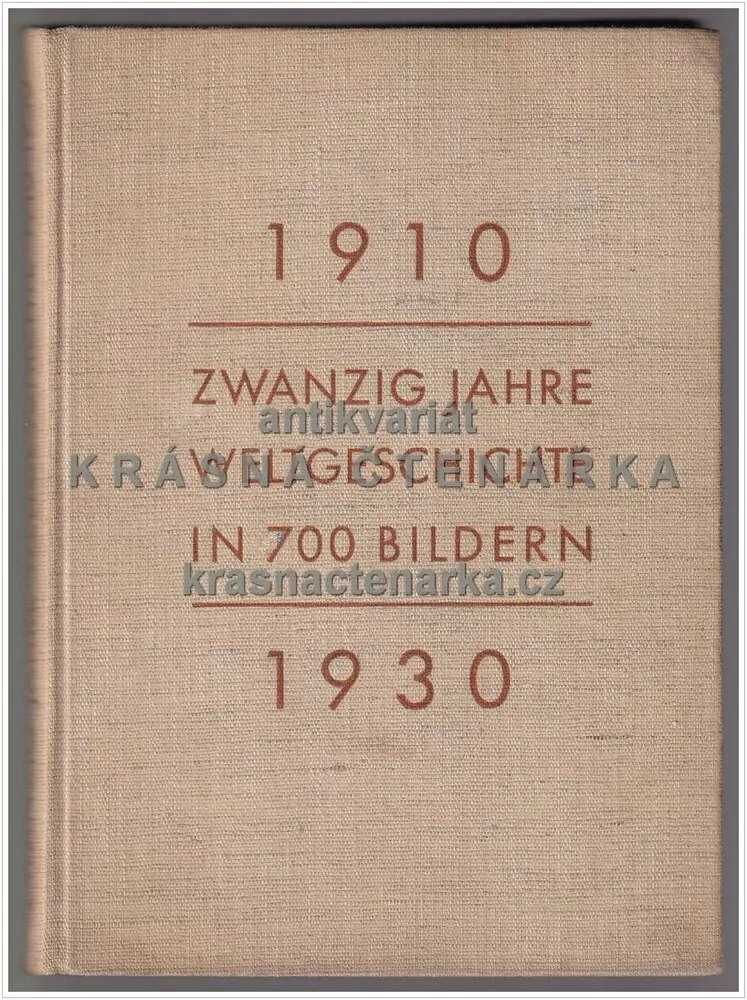 1910
ZWANZIG JAHRE
antikvariát
WELTGESCHICHTE
KRÁSNÁ ČTENÁŘKA
IN 700 BILDERN
krasnactenarka.cz
1930